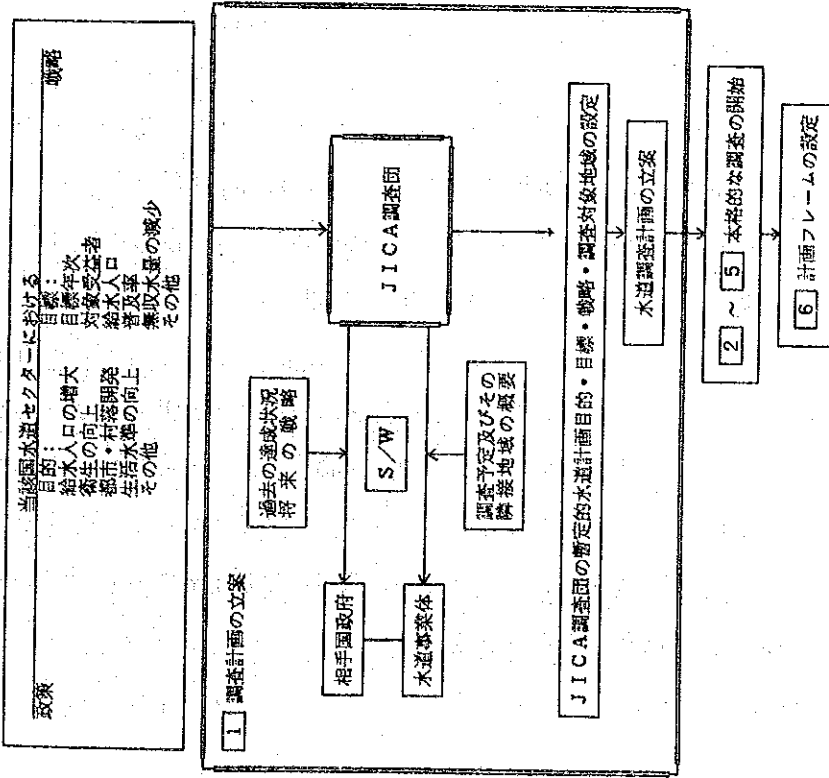 当該国水道セクターにおける
政策
戦略
目的:
給水人口の増大
衛生の向上
都市・村落開発
生活水準の向上
その他
目標:
目標年次
対象受益者
給水人口
普及率
無収水量の減少
その他
1 調査計画の立案
相手国政府
水道事業体
過去の達成状況
将来の戦略
S/W
調査予定及びその
隣接地域の概要
JICA調査団
JICA調査団の暫定的水道計画目的・目標・戦略・調査対象地域の設定
水道調査計画の立案
2 ~ 5 本格的な調査の開始
6 計画フレームの設定